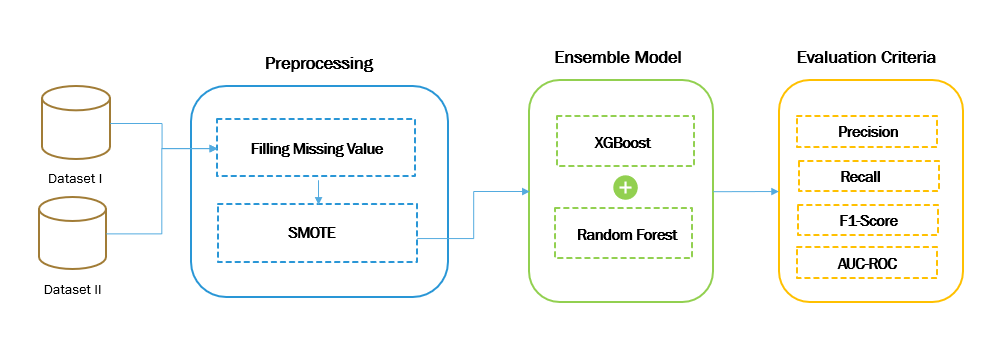 Preprocessing
Ensemble Model
Evaluation Criteria
Dataset I
Dataset II
Filling Missing Value
SMOTE
XGBoost
Random Forest
Precision
Recall
F1-Score
AUC-ROC